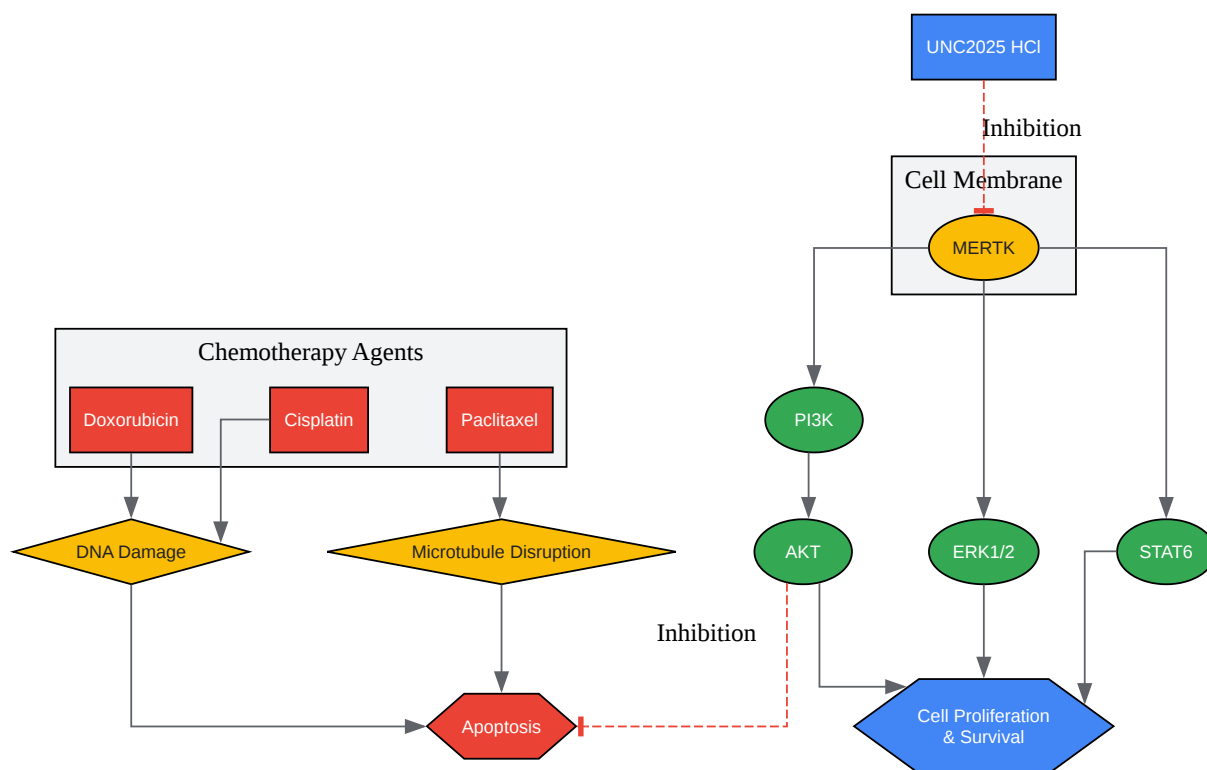 UNC2025 HCl
Inhibition
Cell Membrane
MERTK
Chemotherapy Agents
Doxorubicin
Cisplatin
Paclitaxel
PI3K
DNA Damage
Microtubule Disruption
AKT
ERK1/2
STAT6
Inhibition
Apoptosis
Cell Proliferation
& Survival